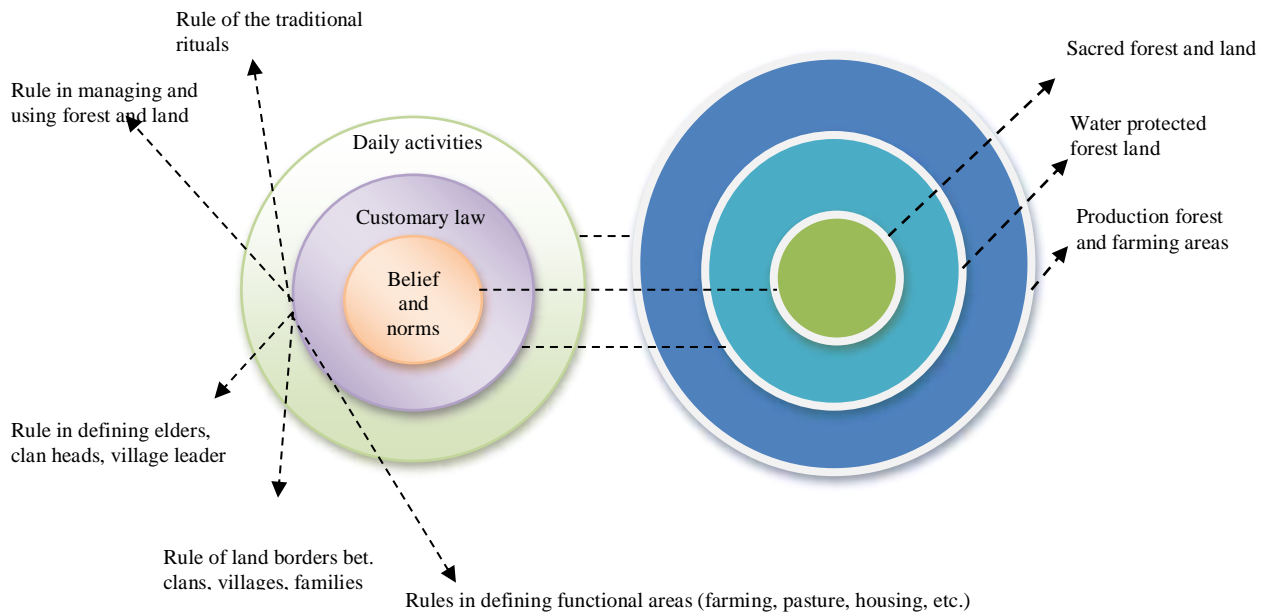 Rule of the traditional
rituals
Rule in managing and
using forest and land
Daily activities
Customary law
Belief
and
norms
Sacred forest and land
Water protected
forest land
Production forest
and farming areas
Rule in defining elders,
clan heads, village leader
Rule of land borders bet.
clans, villages, families
Rules in defining functional areas (farming, pasture, housing, etc.)